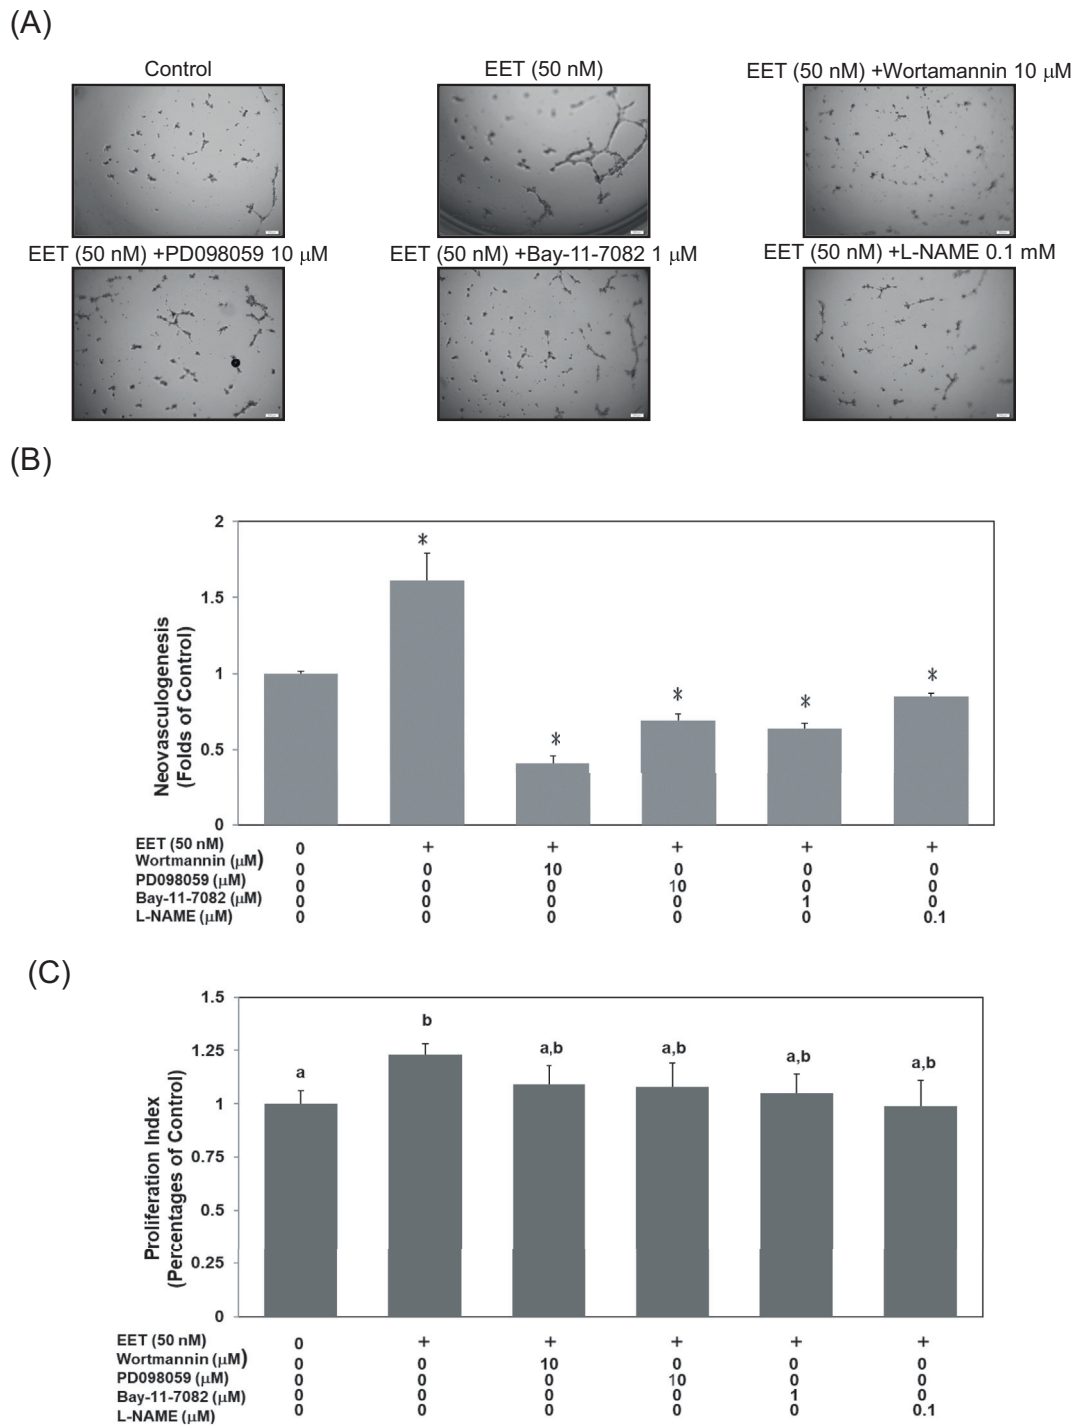 (A)
Control
EET (50 nM)
EET (50 nM) +Wortamannin 10 μM
EET (50 nM) +PD098059 10 μM
EET (50 nM) +Bay-11-7082 1 μM
EET (50 nM) +L-NAME 0.1 mM
(B)
Neovasculogenesis
(Folds of Control)
2
1.5
1
0.5
0
* * * * *
EET (50 nM) 0 + + + + +
Wortmannin (μM) 0 0 10 0 0 0
PD098059 (μM) 0 0 0 10 0 0
Bay-11-7082 (μM) 0 0 0 0 1 0
L-NAME (μM) 0 0 0 0 0 0.1
(C)
Proliferation Index
(Percentages of Control)
1.5
1.25
1
0.75
0.5
0.25
0
a b a,b a,b a,b a,b
EET (50 nM) 0 + + + + +
Wortmannin (μM) 0 0 10 0 0 0
PD098059 (μM) 0 0 0 10 0 0
Bay-11-7082 (μM) 0 0 0 0 1 0
L-NAME (μM) 0 0 0 0 0 0.1